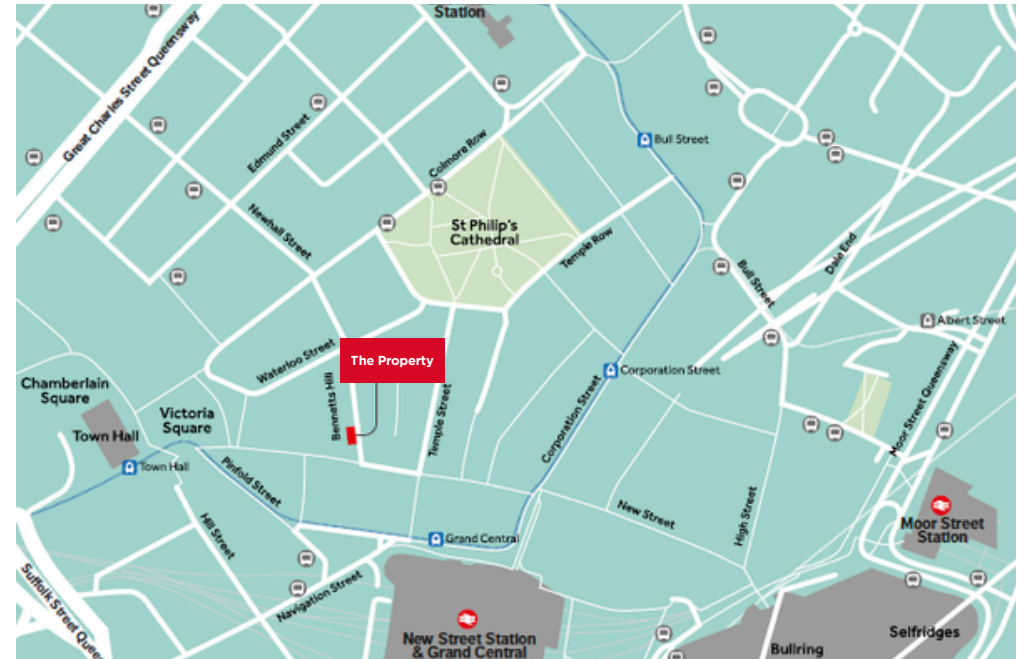 Station
Great Charles Street Queensway
Edmund Street
Colmore Row
Bull Street
Newhall Street
St Philip's
Cathedral
Temple Row
Dale End
Bull Street
Albert Street
Waterloo Street
The Property
Corporation Street
Chamberlain
Square
Bennetts Hill
Temple Street
Corporation Street
Moor Street Queensway
Victoria
Square
Town Hall
Town Hall
Pinfold Street
Hill Street
New Street
High Street
Moor Street
Station
Grand Central
Navigation Street
Suffolk Street Quee
New Street Station
& Grand Central
Selfridges
Bullring